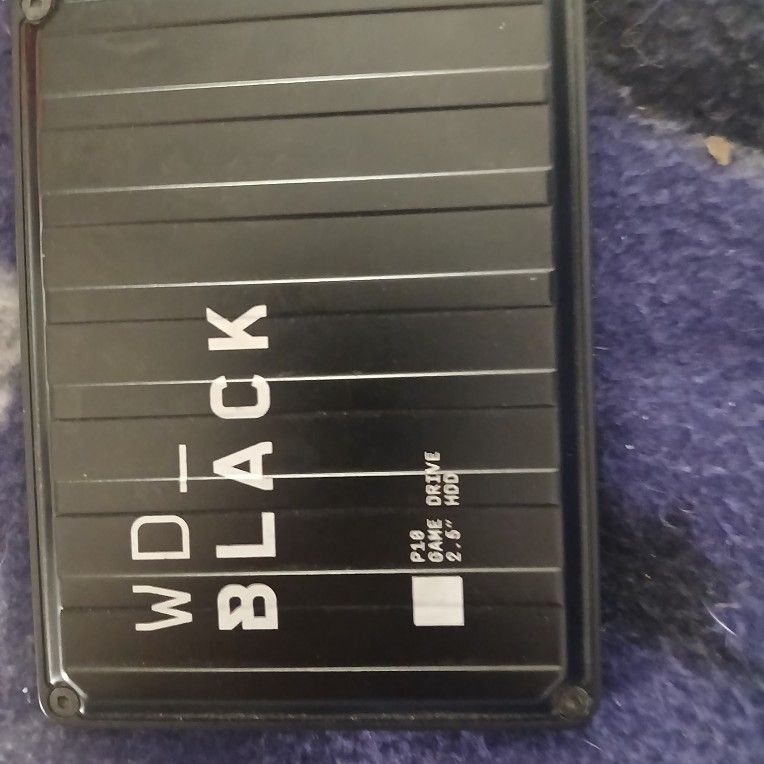 WD_
BLACK
P10
GAME DRIVE
2.5" HDD